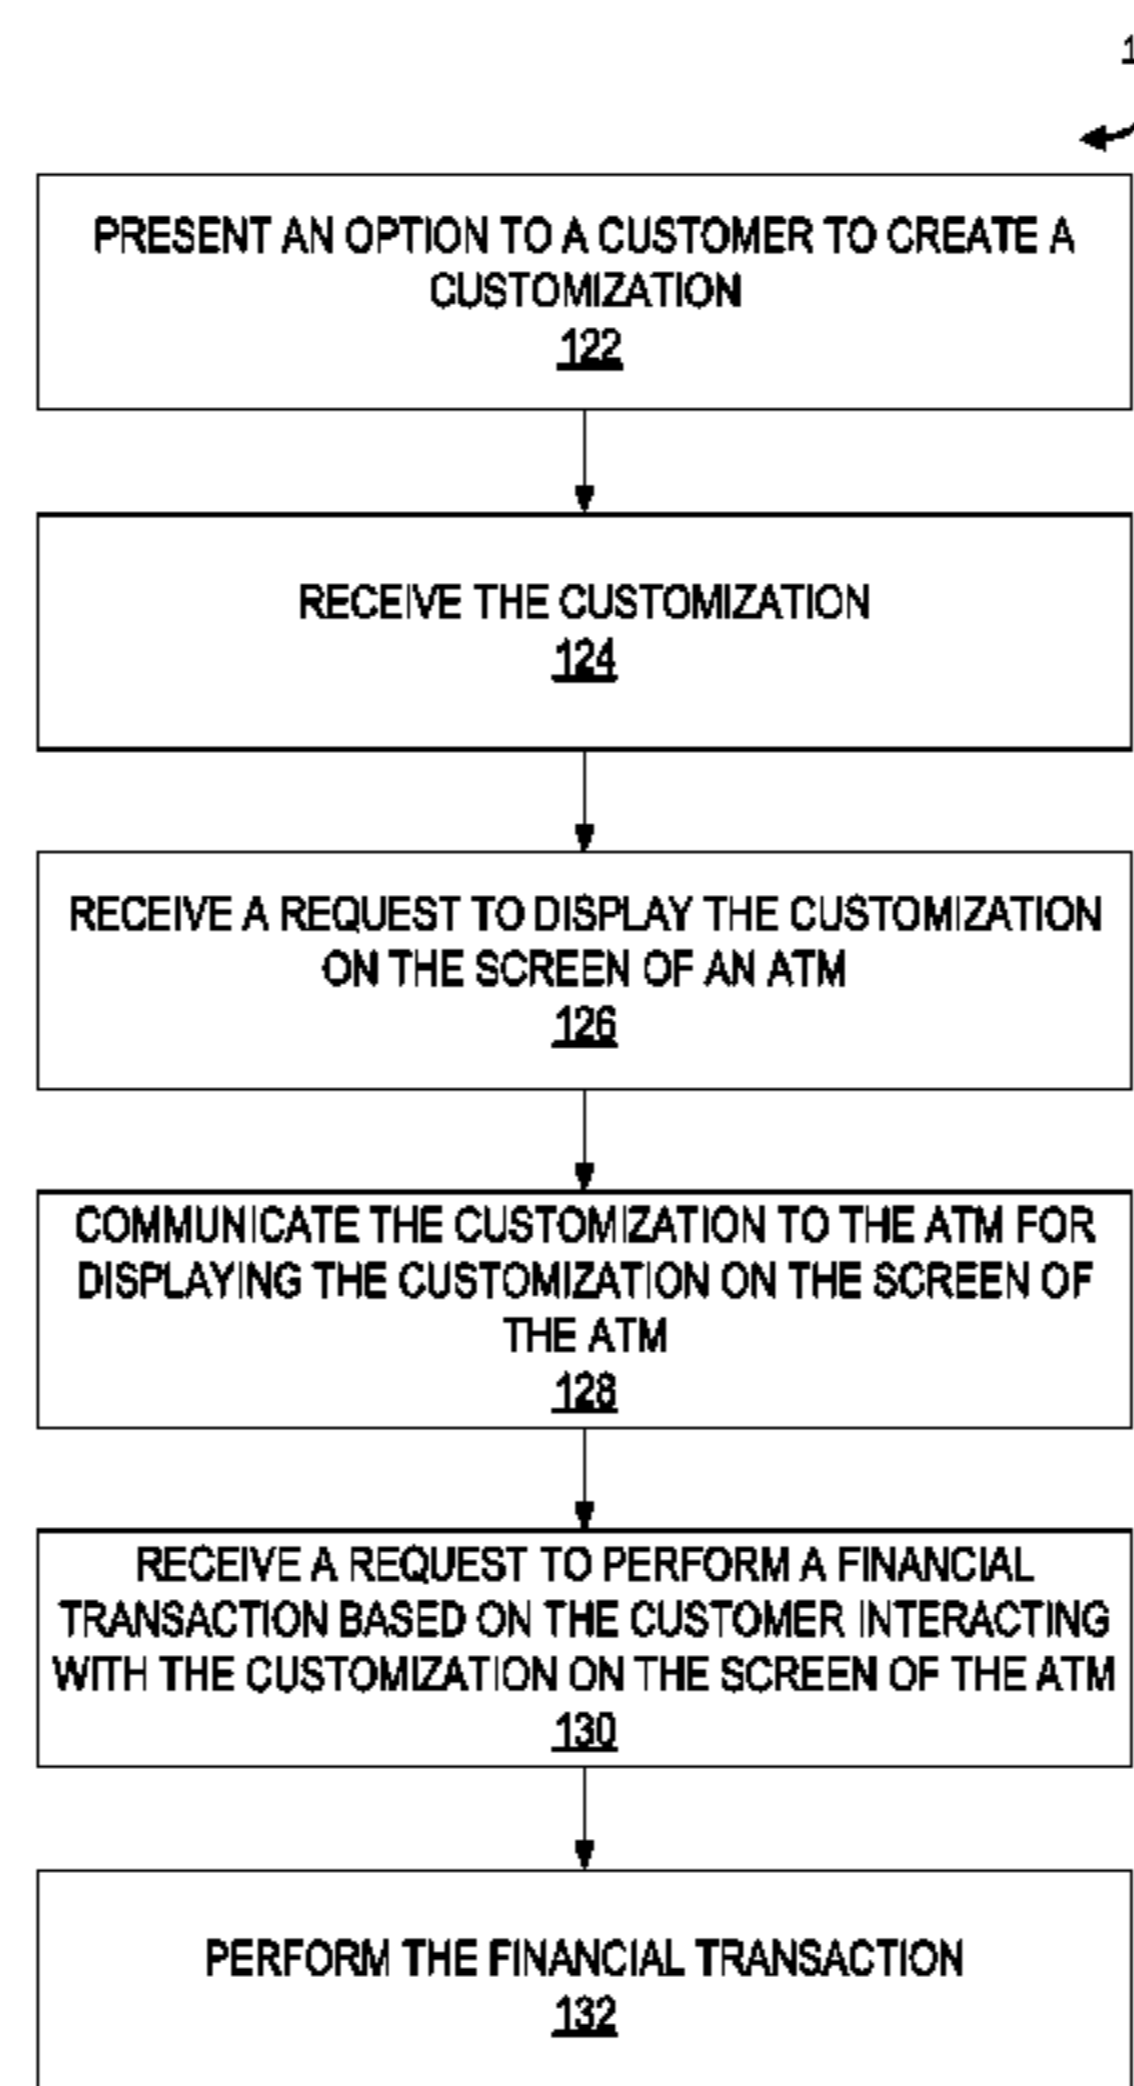 1
PRESENT AN OPTION TO A CUSTOMER TO CREATE A
CUSTOMIZATION
122
RECEIVE THE CUSTOMIZATION
124
RECEIVE A REQUEST TO DISPLAY THE CUSTOMIZATION
ON THE SCREEN OF AN ATM
126
COMMUNICATE THE CUSTOMIZATION TO THE ATM FOR
DISPLAYING THE CUSTOMIZATION ON THE SCREEN OF
THE ATM
128
RECEIVE A REQUEST TO PERFORM A FINANCIAL
TRANSACTION BASED ON THE CUSTOMER INTERACTING
WITH THE CUSTOMIZATION ON THE SCREEN OF THE ATM
130
PERFORM THE FINANCIAL TRANSACTION
132